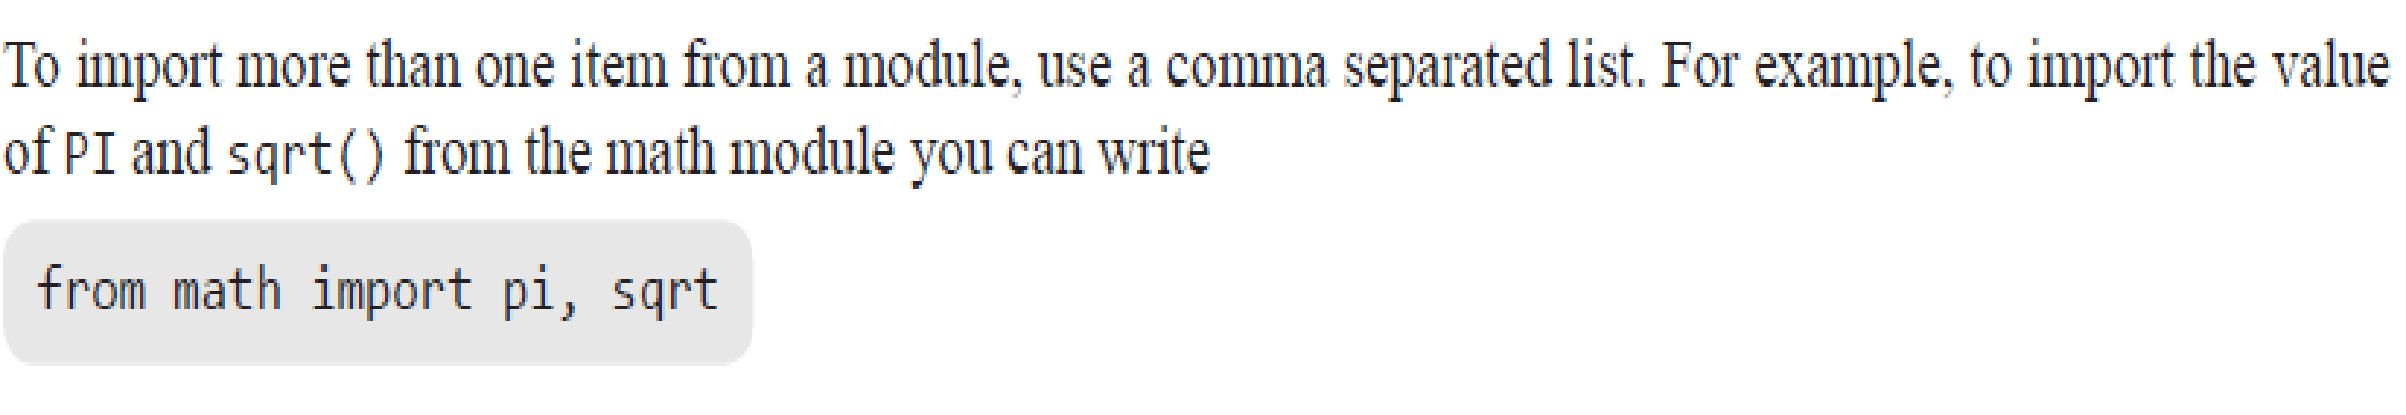 To import more than one item from a module, use a comma separated list. For example, to import the value
of PI and sqrt() from the math module you can write
from math import pi, sqrt